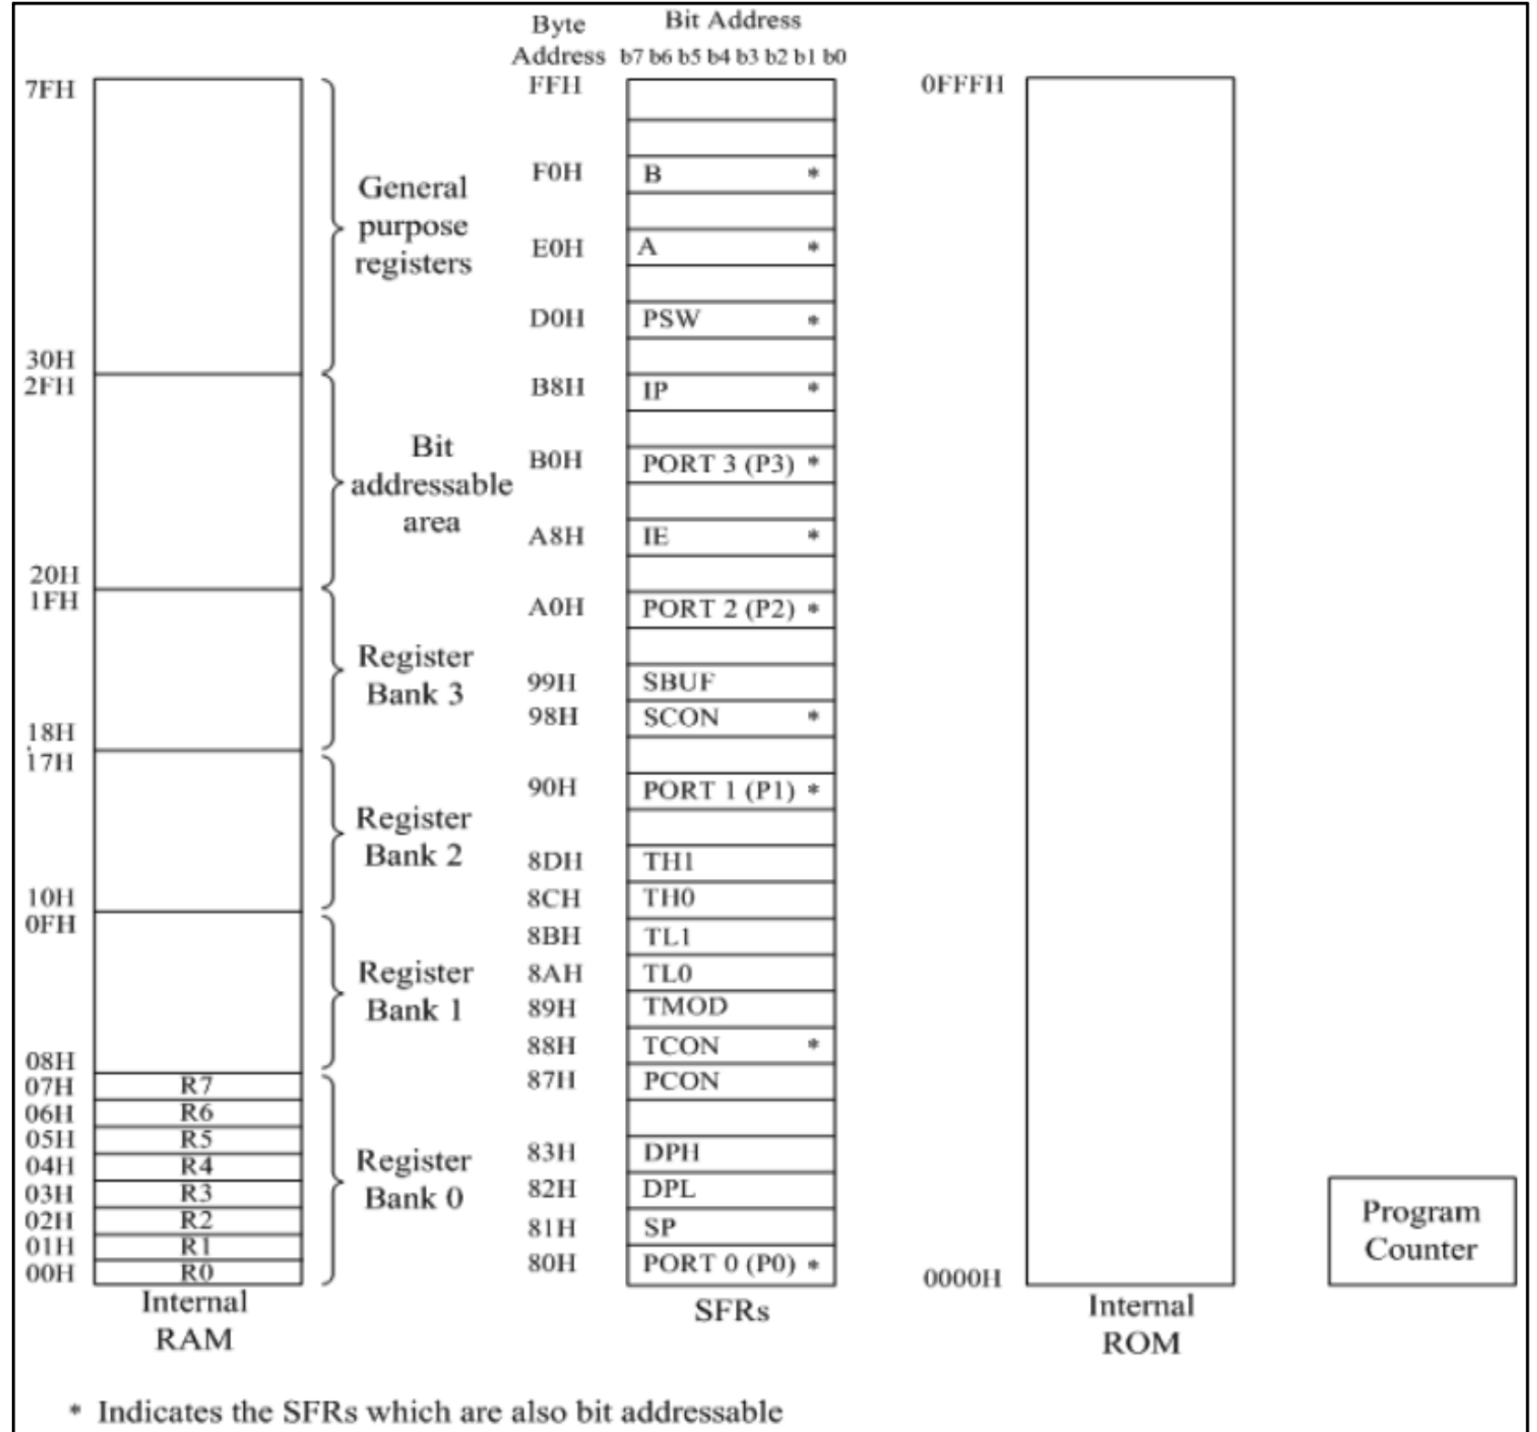 Byte
Address
Bit Address
b7 b6 b5 b4 b3 b2 b1 b0
7FH
30H
2FH
20H
1FH
18H
17H
10H
0FH
08H
07H R7
06H R6
05H R5
04H R4
03H R3
02H R2
01H R1
00H R0
Internal
RAM
General
purpose
registers
Bit
addressable
area
Register
Bank 3
Register
Bank 2
Register
Bank 1
Register
Bank 0
FFH
F0H B *
E0H A *
D0H PSW *
B8H IP *
B0H PORT 3 (P3) *
A8H IE *
A0H PORT 2 (P2) *
99H SBUF
98H SCON *
90H PORT 1 (P1) *
8DH TH1
8CH TH0
8BH TL1
8AH TL0
89H TMOD
88H TCON *
87H PCON
83H DPH
82H DPL
81H SP
80H PORT 0 (P0) *
SFRs
0FFFH
0000H
Internal
ROM
Program
Counter
* Indicates the SFRs which are also bit addressable